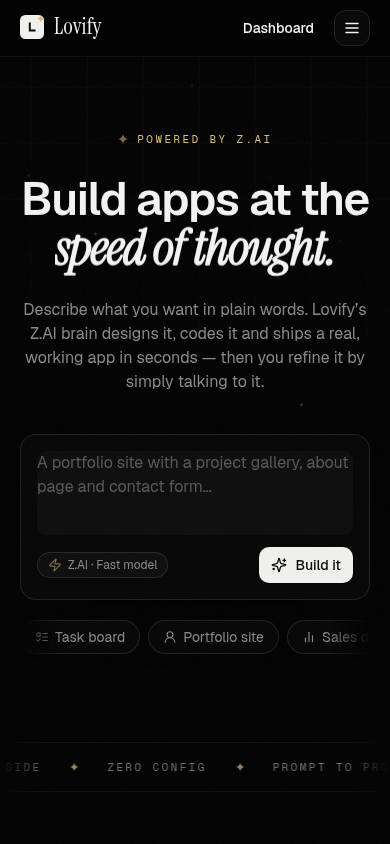 L Lovify Dashboard
POWERED BY Z.AI
Build apps at the
speed of thought.
Describe what you want in plain words. Lovify's
Z.AI brain designs it, codes it and ships a real,
working app in seconds — then you refine it by
simply talking to it.
A portfolio site with a project gallery, about
page and contact form...
Z.AI · Fast model Build it
Task board Portfolio site Sales
SIDE ✦ ZERO CONFIG ✦ PROMPT TO